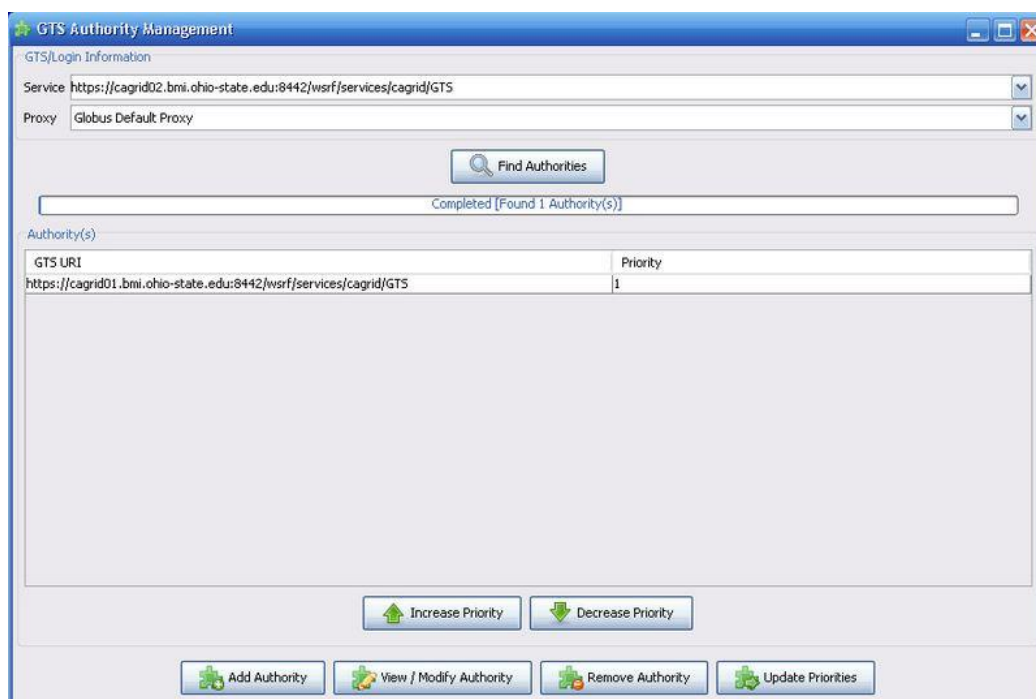 GTS Authority Management
GTS/Login Information
Service https://cagrid02.bmi.ohio-state.edu:8442/wsrf/services/cagrid/GTS
Proxy Globus Default Proxy
Find Authorities
Completed [Found 1 Authority(s)]
Authority(s)
GTS URI Priority
https://cagrid01.bmi.ohio-state.edu:8442/wsrf/services/cagrid/GTS 1
Increase Priority Decrease Priority
Add Authority View / Modify Authority Remove Authority Update Priorities